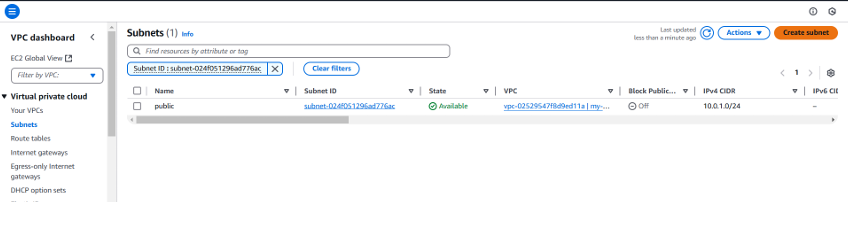 VPC dashboard
EC2 Global View
Filter by VPC:
Virtual private cloud
Your VPCs
Subnets
Route tables
Internet gateways
Egress-only Internet
gateways
DHCP option sets
Subnets (1) Info
Last updated
less than a minute ago
Actions
Create subnet
Find resources by attribute or tag
Subnet ID : subnet-024f051296ad776ac
Clear filters
1
Name Subnet ID State VPC Block Public... IPv4 CIDR IPv6 CID
public subnet-024f051296ad776ac Available vpc-02529547f8d9ed11a | my-... Off 10.0.1.0/24 –